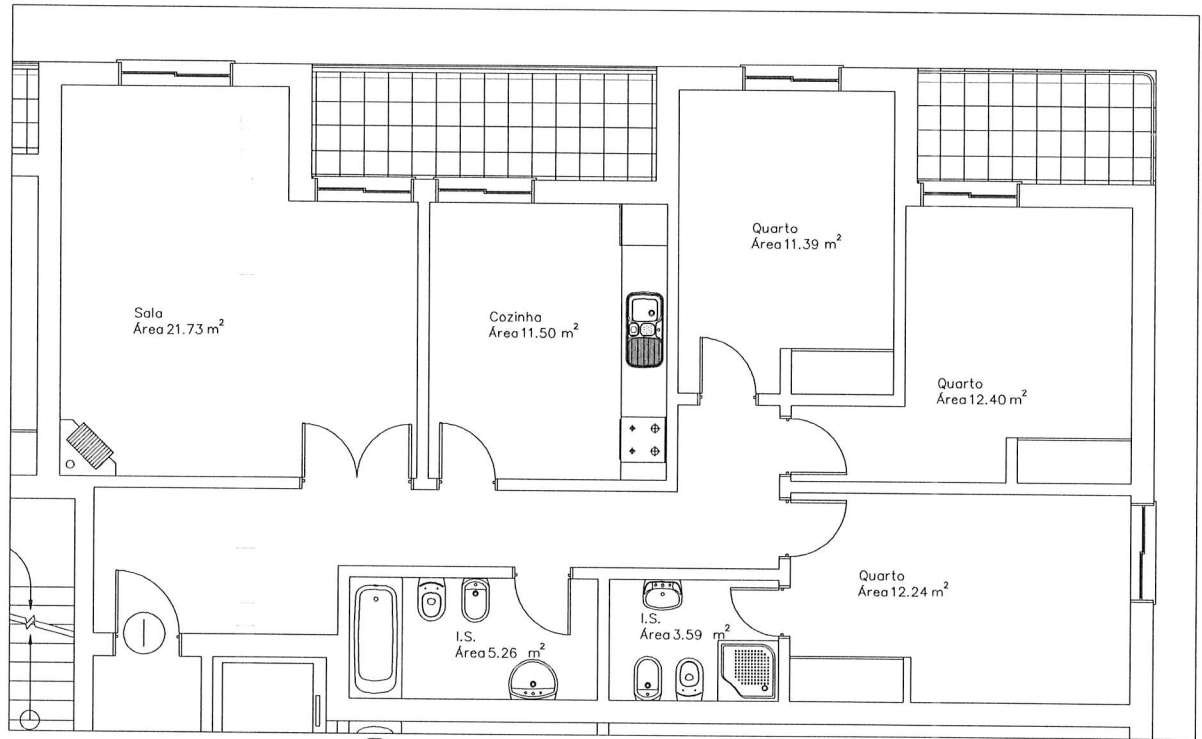 Sala
Área 21.73 m²
Cozinha
Área 11.50 m²
Quarto
Área 11.39 m²
Quarto
Área 12.40 m²
Quarto
Área 12.24 m²
I.S.
Área 5.26 m²
I.S.
Área 3.59 m²
I